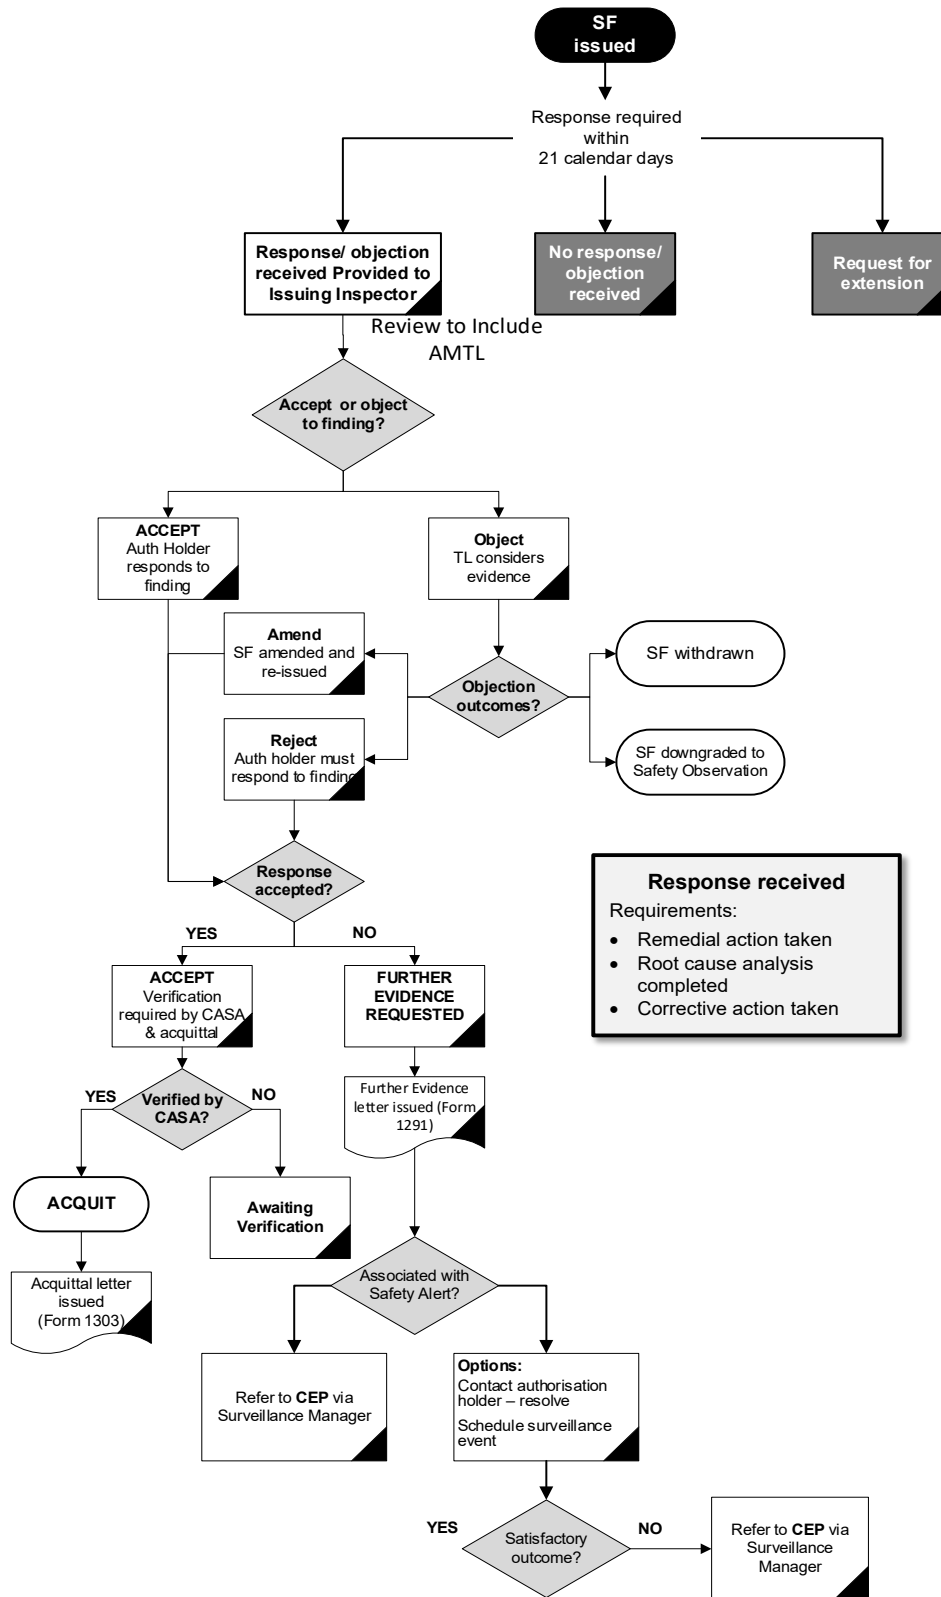 SF
issued
Response required
within
21 calendar days
Response/ objection
received Provided to
Issuing Inspector
No response/
objection
received
Request for
extension
Review to Include
AMTL
Accept or object
to finding?
ACCEPT
Auth Holder
responds to
finding
Object
TL considers
evidence
Amend
SF amended and
re-issued
SF withdrawn
Objection
outcomes?
Reject
Auth holder must
respond to finding
SF downgraded to
Safety Observation
Response
accepted?
Response received
Requirements:
• Remedial action taken
• Root cause analysis
completed
• Corrective action taken
YES
NO
ACCEPT
Verification
required by CASA
& acquittal
FURTHER
EVIDENCE
REQUESTED
YES
Verified by
CASA?
NO
Further Evidence
letter issued (Form
1291)
ACQUIT
Awaiting
Verification
Acquittal letter
issued
(Form 1303)
Associated with
Safety Alert?
Refer to CEP via
Surveillance Manager
Options:
Contact authorisation
holder – resolve
Schedule surveillance
event
YES
Satisfactory
outcome?
NO
Refer to CEP via
Surveillance
Manager